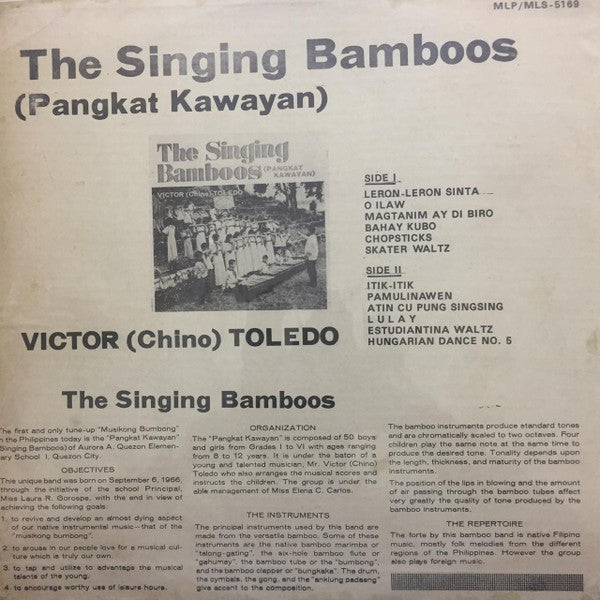 MLP/MLS-5169
The Singing Bamboos
(Pangkat Kawayan)
The Singing
Bamboos (PANGKAT
KAWAYAN)
VICTOR (Chino) TOLEDO
SIDE I
LERON-LERON SINTA
O ILAW
MAGTANIM AY DI BIRO
BAHAY KUBO
CHOPSTICKS
SKATER WALTZ
SIDE II
ITIK-ITIK
PAMULINAWEN
ATIN CU PUNG SINGSING
LULAY
ESTUDIANTINA WALTZ
HUNGARIAN DANCE NO. 5
VICTOR (Chino) TOLEDO
The Singing Bamboos
The first and only tune-up "Musikong Bumbong"
in the Philippines today is the "Pangkat Kawayan"
(Singing Bamboos) of Aurora A. Quezon Elemen-
ary School I, Quezon City.
OBJECTIVES
This unique band was born on September 6, 1966,
through the initiative of the school Principal,
Miss Laura R. Gorospe, with the end in view of
achieving the following goals:
1. to revive and develop an almost dying aspect
of our native instrumental music—that of the
"musikong bumbong".
2. to arouse in our people love for a musical cul-
ture which is truly our own.
3. to tap and utilize to advantage the musical
talents of the young.
4. to encourage worthy use of leisure hours.
ORGANIZATION
The "Pangkat Kawayan" is composed of 50 boys
and girls from Grades I to VI with ages ranging
from 8 to 12 years. It is under the baton of a
young and talented musician, Mr. Victor (Chino)
Toledo who also arranges the musical scores and
instructs the children. The group is under the
able management of Miss Elena C. Carlos.
THE INSTRUMENTS
The principal instruments used by this band are
made from the versatile bamboo. Some of these
instruments are the native bamboo marimba or
"talong-gating", the six-hole bamboo flute or
"gahumay", the bamboo tube or the "bumbong",
and the bamboo clapper or "bungkaka". The drum,
the cymbals, the gong, and the "anklung padaeng"
give accent to the composition.
The bamboo instruments produce standard tones
and are chromatically scaled to two octaves. Four
children play the same note at the same time to
produce the desired tone. Tonality depends upon
the length, thickness, and maturity of the bamboo
instruments.
The position of the lips in blowing and the amount
of air passing through the bamboo tubes affect
very greatly the quality of tone produced by the
bamboo instruments.
THE REPERTOIRE
The forte by this bamboo band is native Filipino
music, mostly folk melodies from the different
regions of the Philippines. However the group
also plays foreign music.